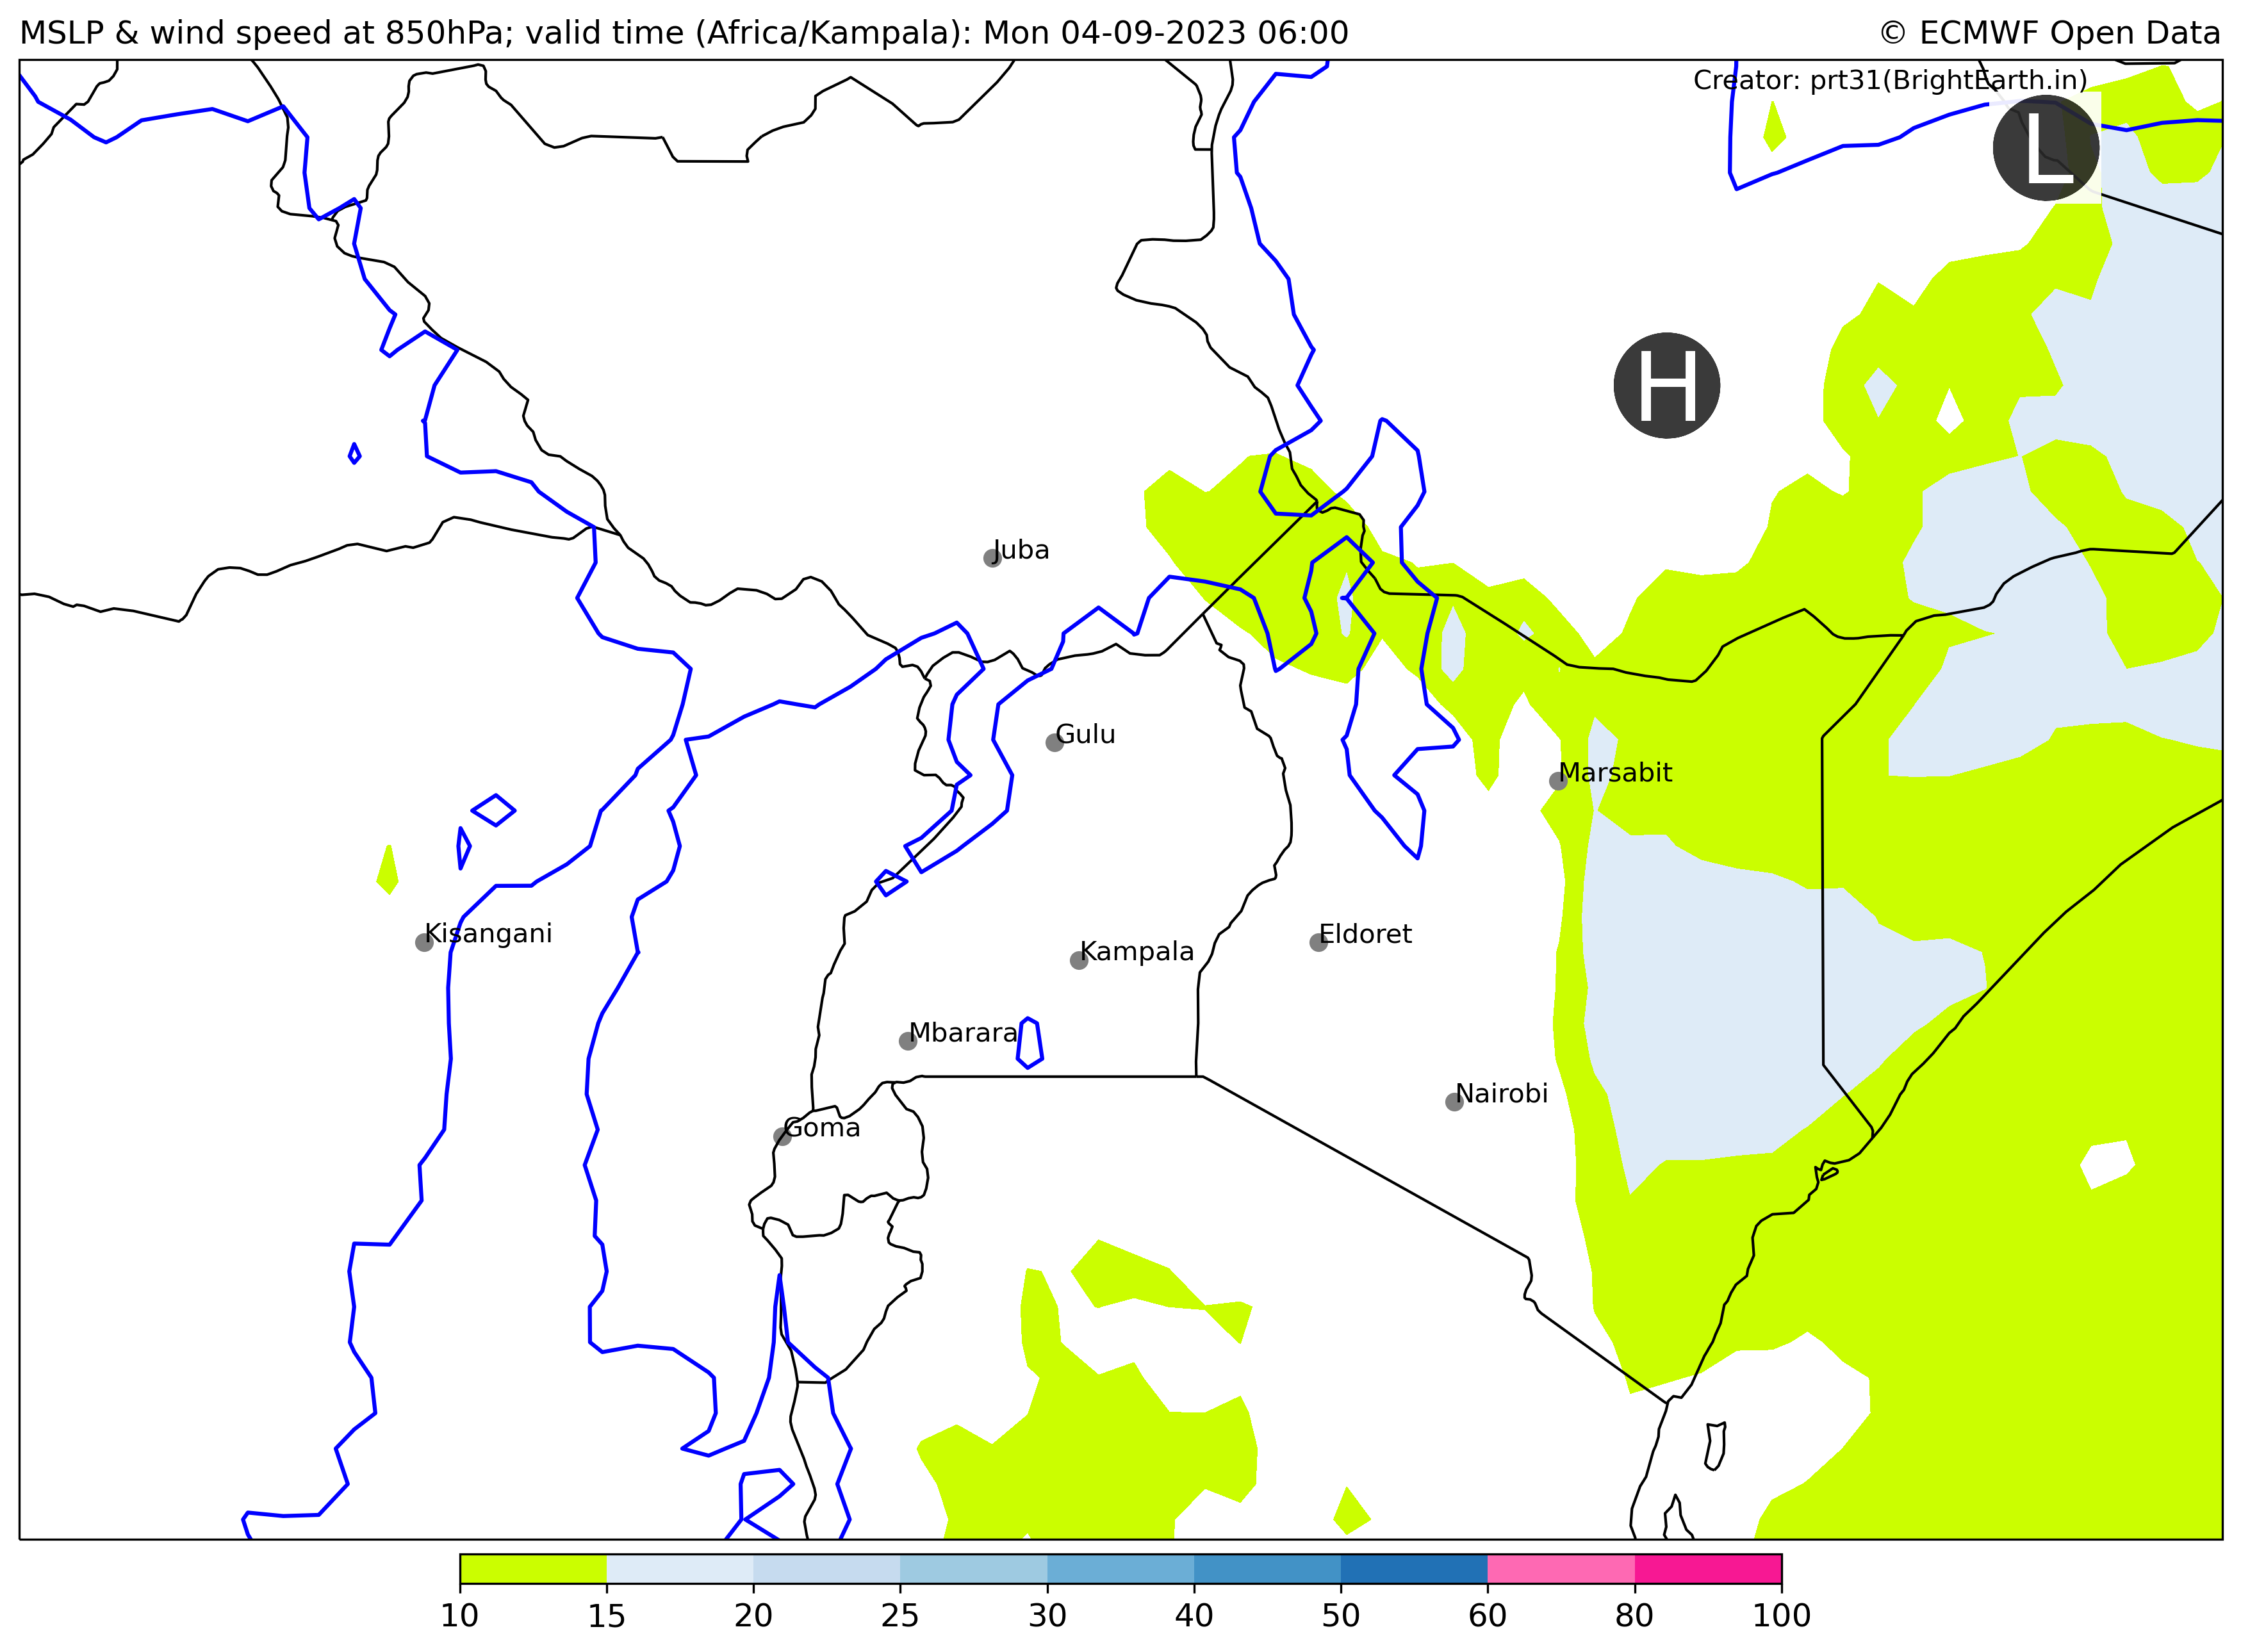 MSLP & wind speed at 850hPa; valid time (Africa/Kampala): Mon 04-09-2023 06:00
© ECMWF Open Data
Creator: prt31(BrightEarth.in)
L
H
Juba
Gulu
Marsabit
Kisangani
Eldoret
Kampala
Mbarara
Nairobi
Goma
10 15 20 25 30 40 50 60 80 100